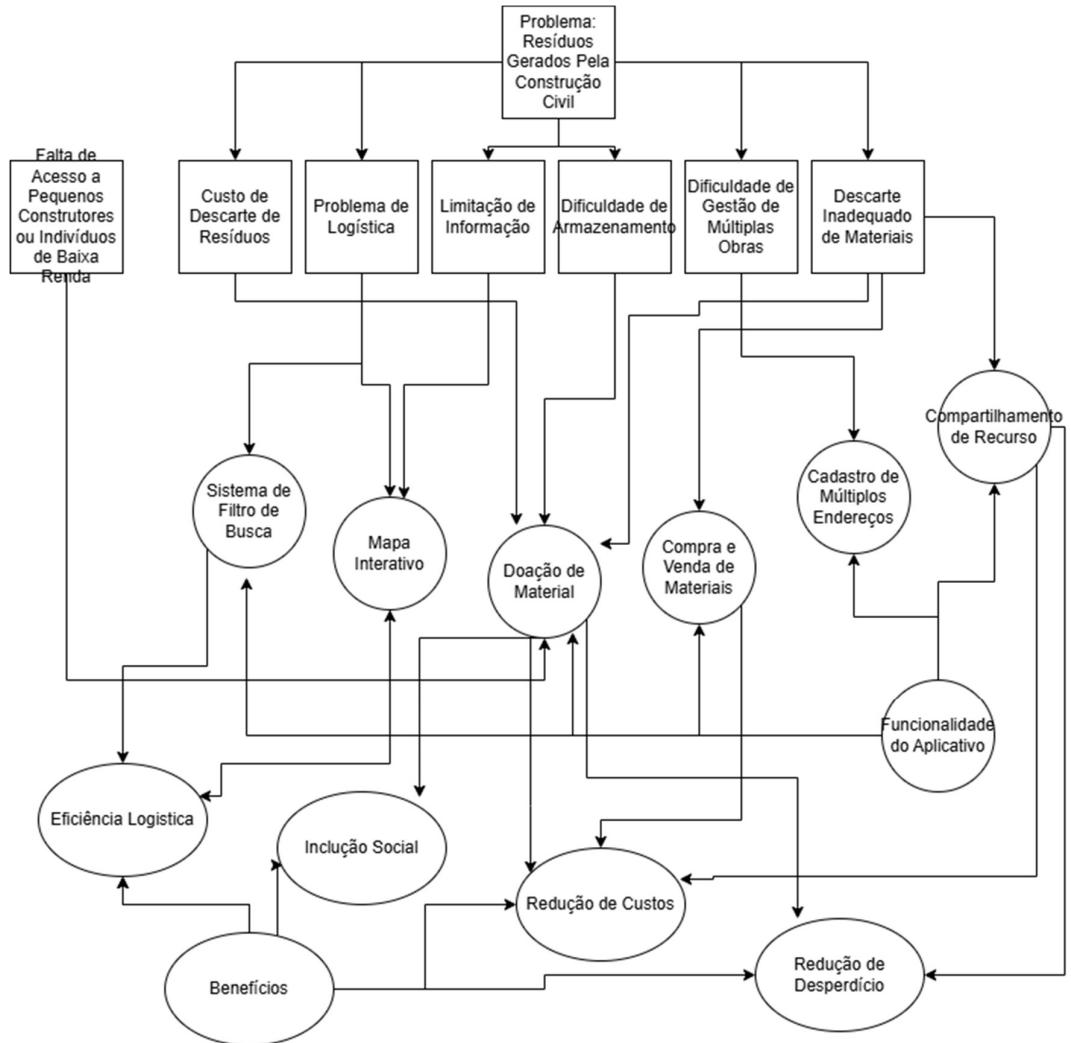 Problema:
Resíduos
Gerados Pela
Construção
Civil
Falta de
Acesso a
Pequenos
Construtores
ou Indivíduos
de Baixa
Renda
Custo de
Descarte de
Resíduos
Problema de
Logística
Limitação de
Informação
Dificuldade de
Armazenamento
Dificuldade de
Gestão de
Múltiplas
Obras
Descarte
Inadequado
de Materiais
Compartilhamento
de Recurso
Sistema de
Filtro de
Busca
Mapa
Interativo
Doação de
Material
Compra e
Venda de
Materiais
Cadastro de
Múltiplos
Endereços
Funcionalidade
do Aplicativo
Eficiência Logistica
Inclução Social
Redução de Custos
Benefícios
Redução de
Desperdício